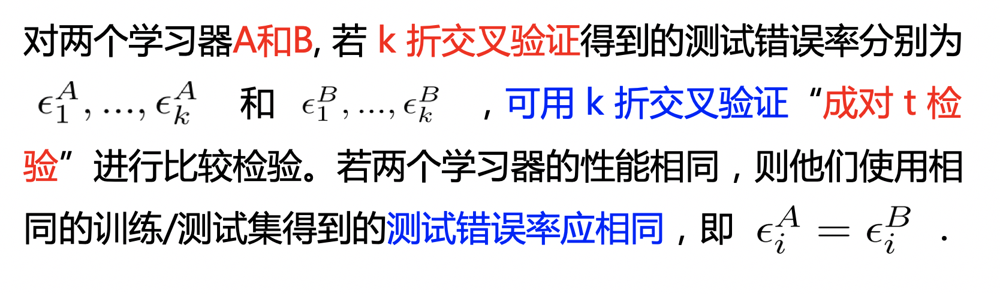 对两个学习器A和B, 若 k 折交叉验证得到的测试错误率分别为
$\epsilon_1^A, ..., \epsilon_k^A$ 和 $\epsilon_1^B, ..., \epsilon_k^B$ ，可用 k 折交叉验证“成对 t 检
验”进行比较检验。若两个学习器的性能相同，则他们使用相
同的训练/测试集得到的测试错误率应相同，即 $\epsilon_i^A = \epsilon_i^B$ .